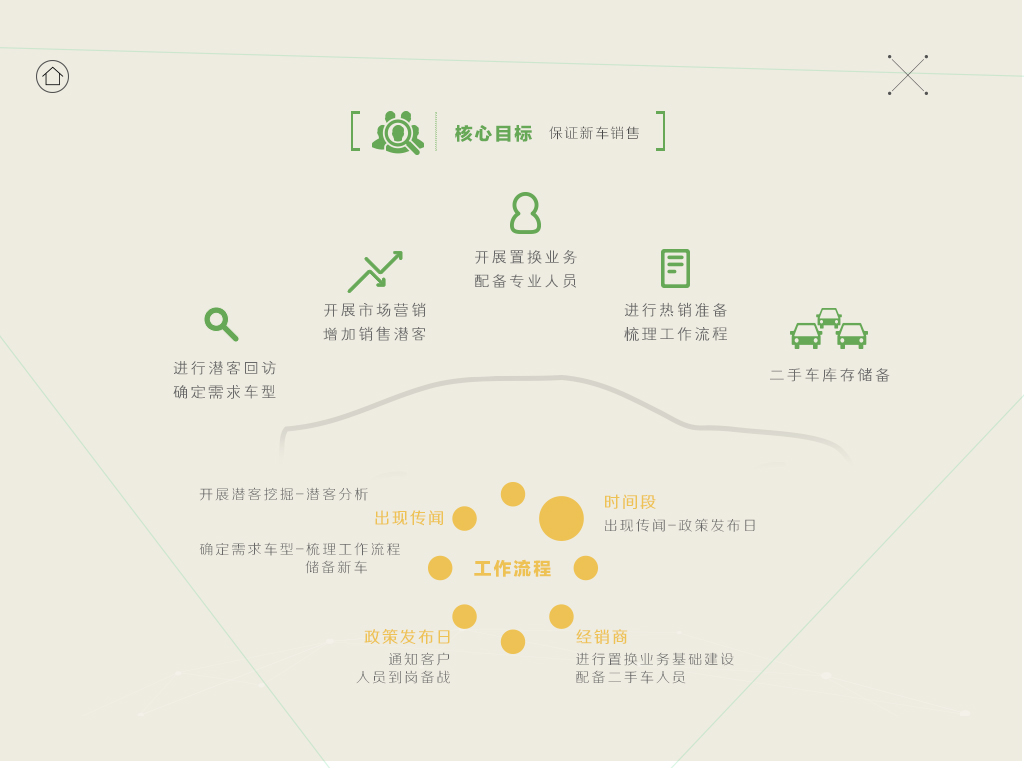 核心目标 保证新车销售
开展置换业务
配备专业人员
开展市场营销
增加销售潜客
进行热销准备
梳理工作流程
进行潜客回访
确定需求车型
二手车库存储备
开展潜客挖掘-潜客分析
出现传闻
时间段
出现传闻-政策发布日
确定需求车型-梳理工作流程
储备新车
工作流程
政策发布日
通知客户
人员到岗备战
经销商
进行置换业务基础建设
配备二手车人员